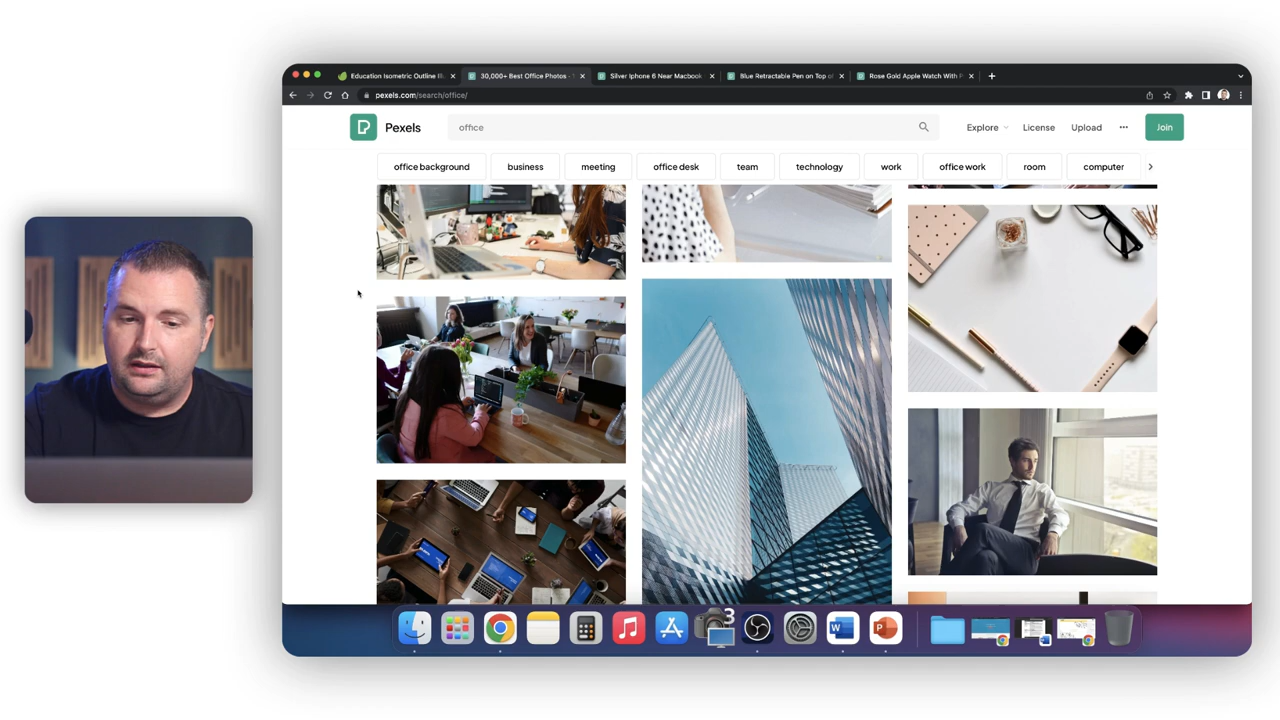 Education Isometric Outline Ill
30,000+ Best Office Photos ·
Silver Iphone 6 Near Macbook
Blue Retractable Pen on Top of
Rose Gold Apple Watch With P
pexels.com/search/office/
Pexels
office
Explore
License
Upload
Join
office background
business
meeting
office desk
team
technology
work
office work
room
computer
3
W
P